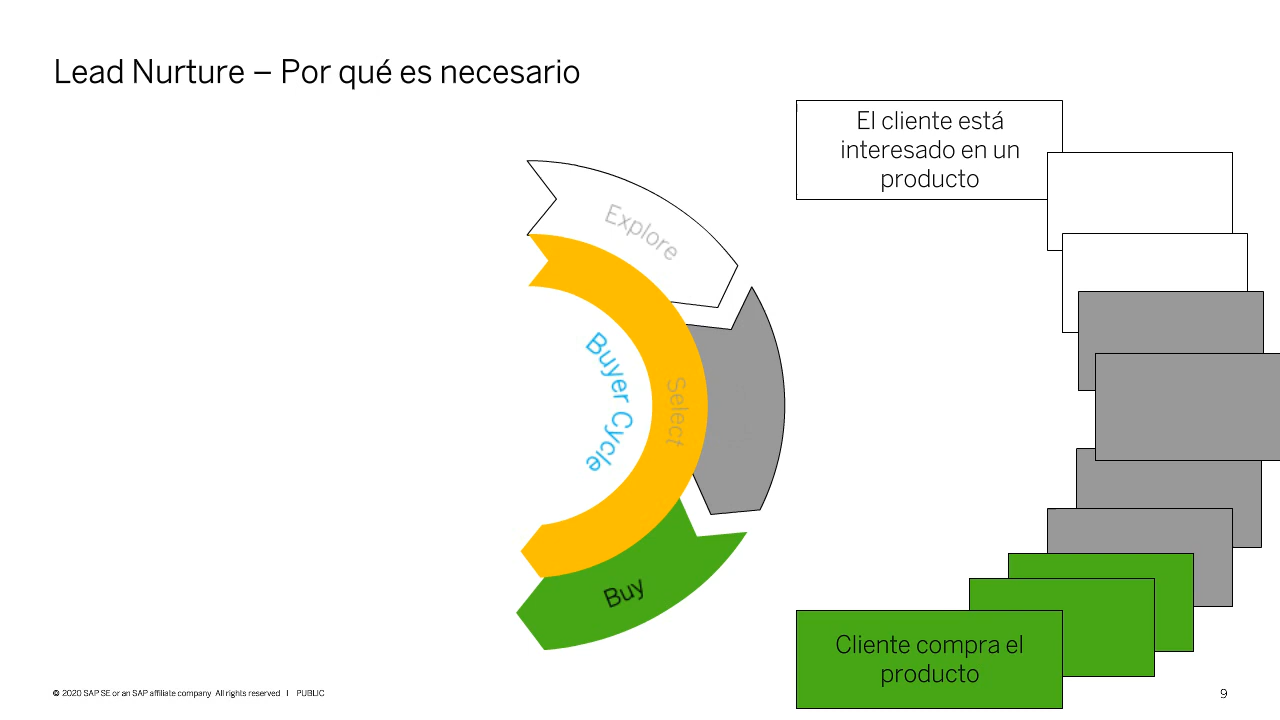 Lead Nurture – Por qué es necesario
El cliente está
interesado en un
producto
Explore
Select
Buyer Cycle
Buy
Cliente compra el
producto
© 2020 SAP SE or an SAP affiliate company. All rights reserved. ǀ PUBLIC
9